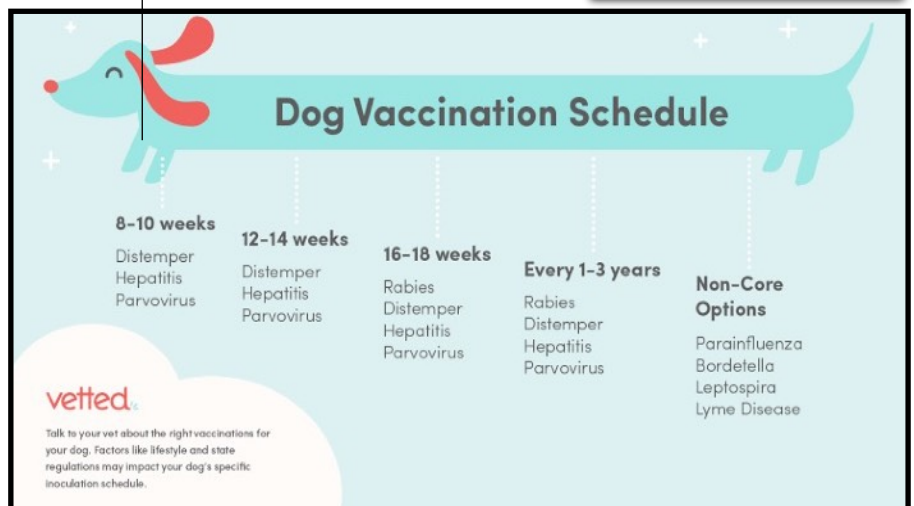 Dog Vaccination Schedule
8-10 weeks
Distemper
Hepatitis
Parvovirus
12-14 weeks
Distemper
Hepatitis
Parvovirus
16-18 weeks
Rabies
Distemper
Hepatitis
Parvovirus
Every 1-3 years
Rabies
Distemper
Hepatitis
Parvovirus
Non-Core
Options
Parainfluenza
Bordetella
Leptospira
Lyme Disease
vetted
Talk to your vet about the right vaccinations for
your dog. Factors like lifestyle and state
regulations may impact your dog's specific
inoculation schedule.